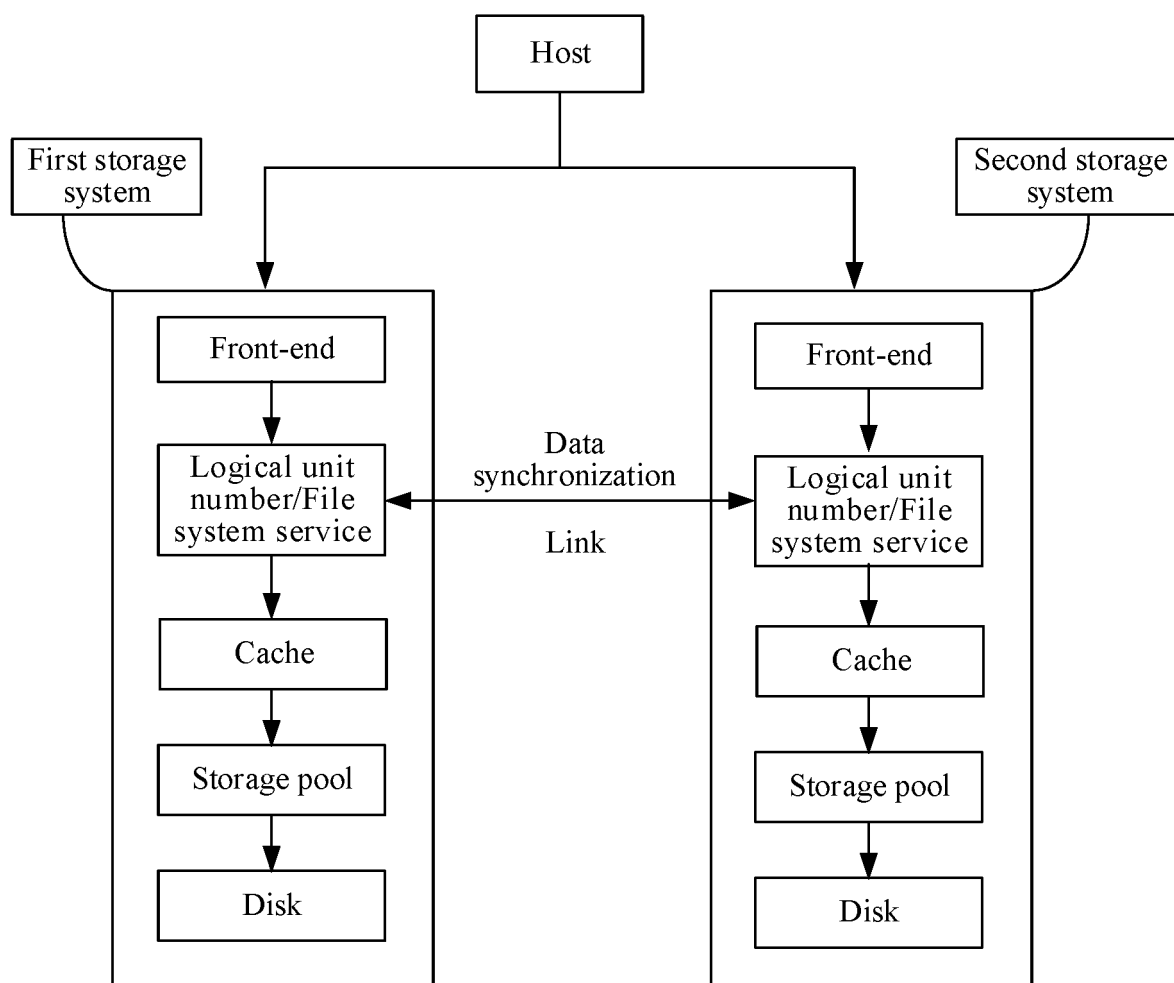 Host
First storage
system
Second storage
system
Front-end
Logical unit
number/File
system service
Cache
Storage pool
Disk
Data
synchronization
Link
Front-end
Logical unit
number/File
system service
Cache
Storage pool
Disk